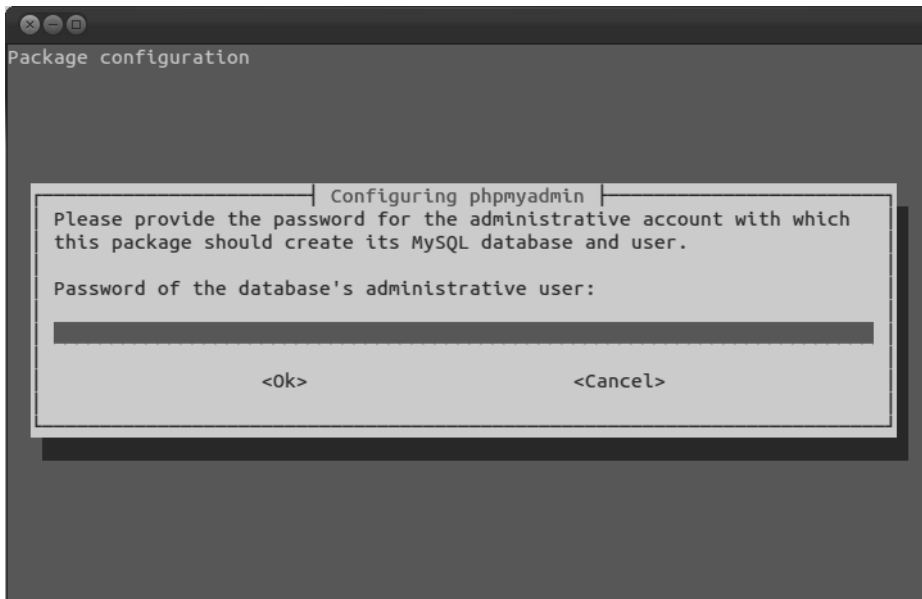 Package configuration
Configuring phpmyadmin
Please provide the password for the administrative account with which
this package should create its MySQL database and user.
Password of the database's administrative user:
<Ok> <Cancel>